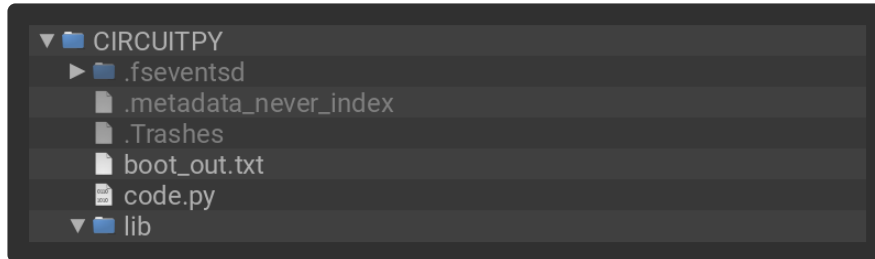 CIRCUITPY
.fseventsd
.metadata_never_index
.Trashes
boot_out.txt
code.py
lib